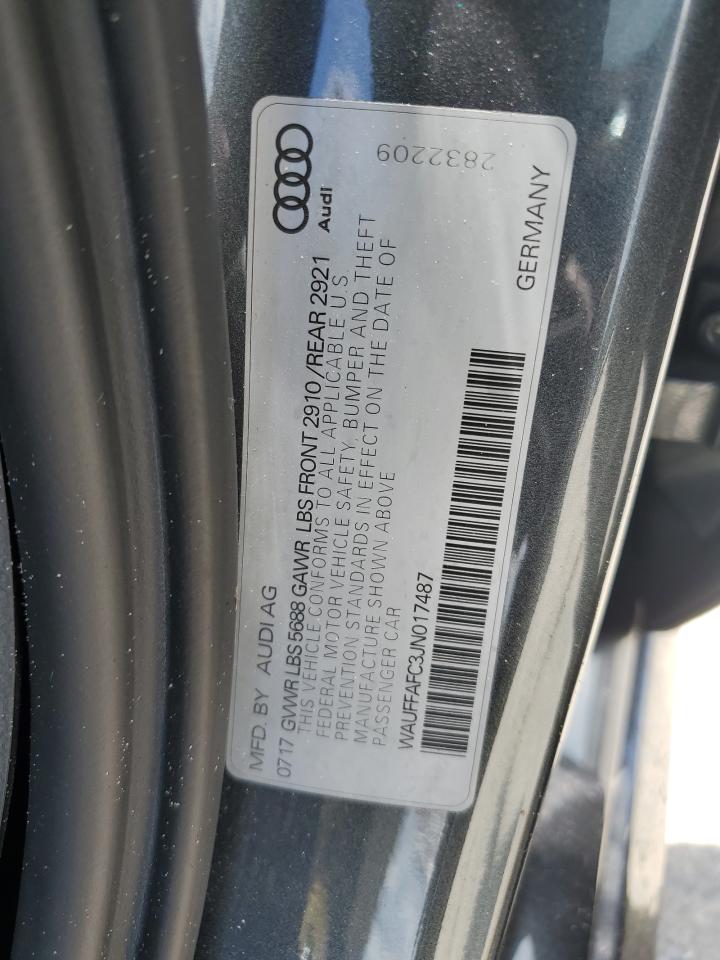 MFD. BY AUDI AG
Audi
0717 GVWR LBS 5688 GAWR LBS FRONT 2910/REAR 2921
THIS VEHICLE CONFORMS TO ALL APPLICABLE U.S.
FEDERAL MOTOR VEHICLE SAFETY, BUMPER AND THEFT
PREVENTION STANDARDS IN EFFECT ON THE DATE OF
MANUFACTURE SHOWN ABOVE
PASSENGER CAR
2832209
WAUFFAFC3JN017487
GERMANY